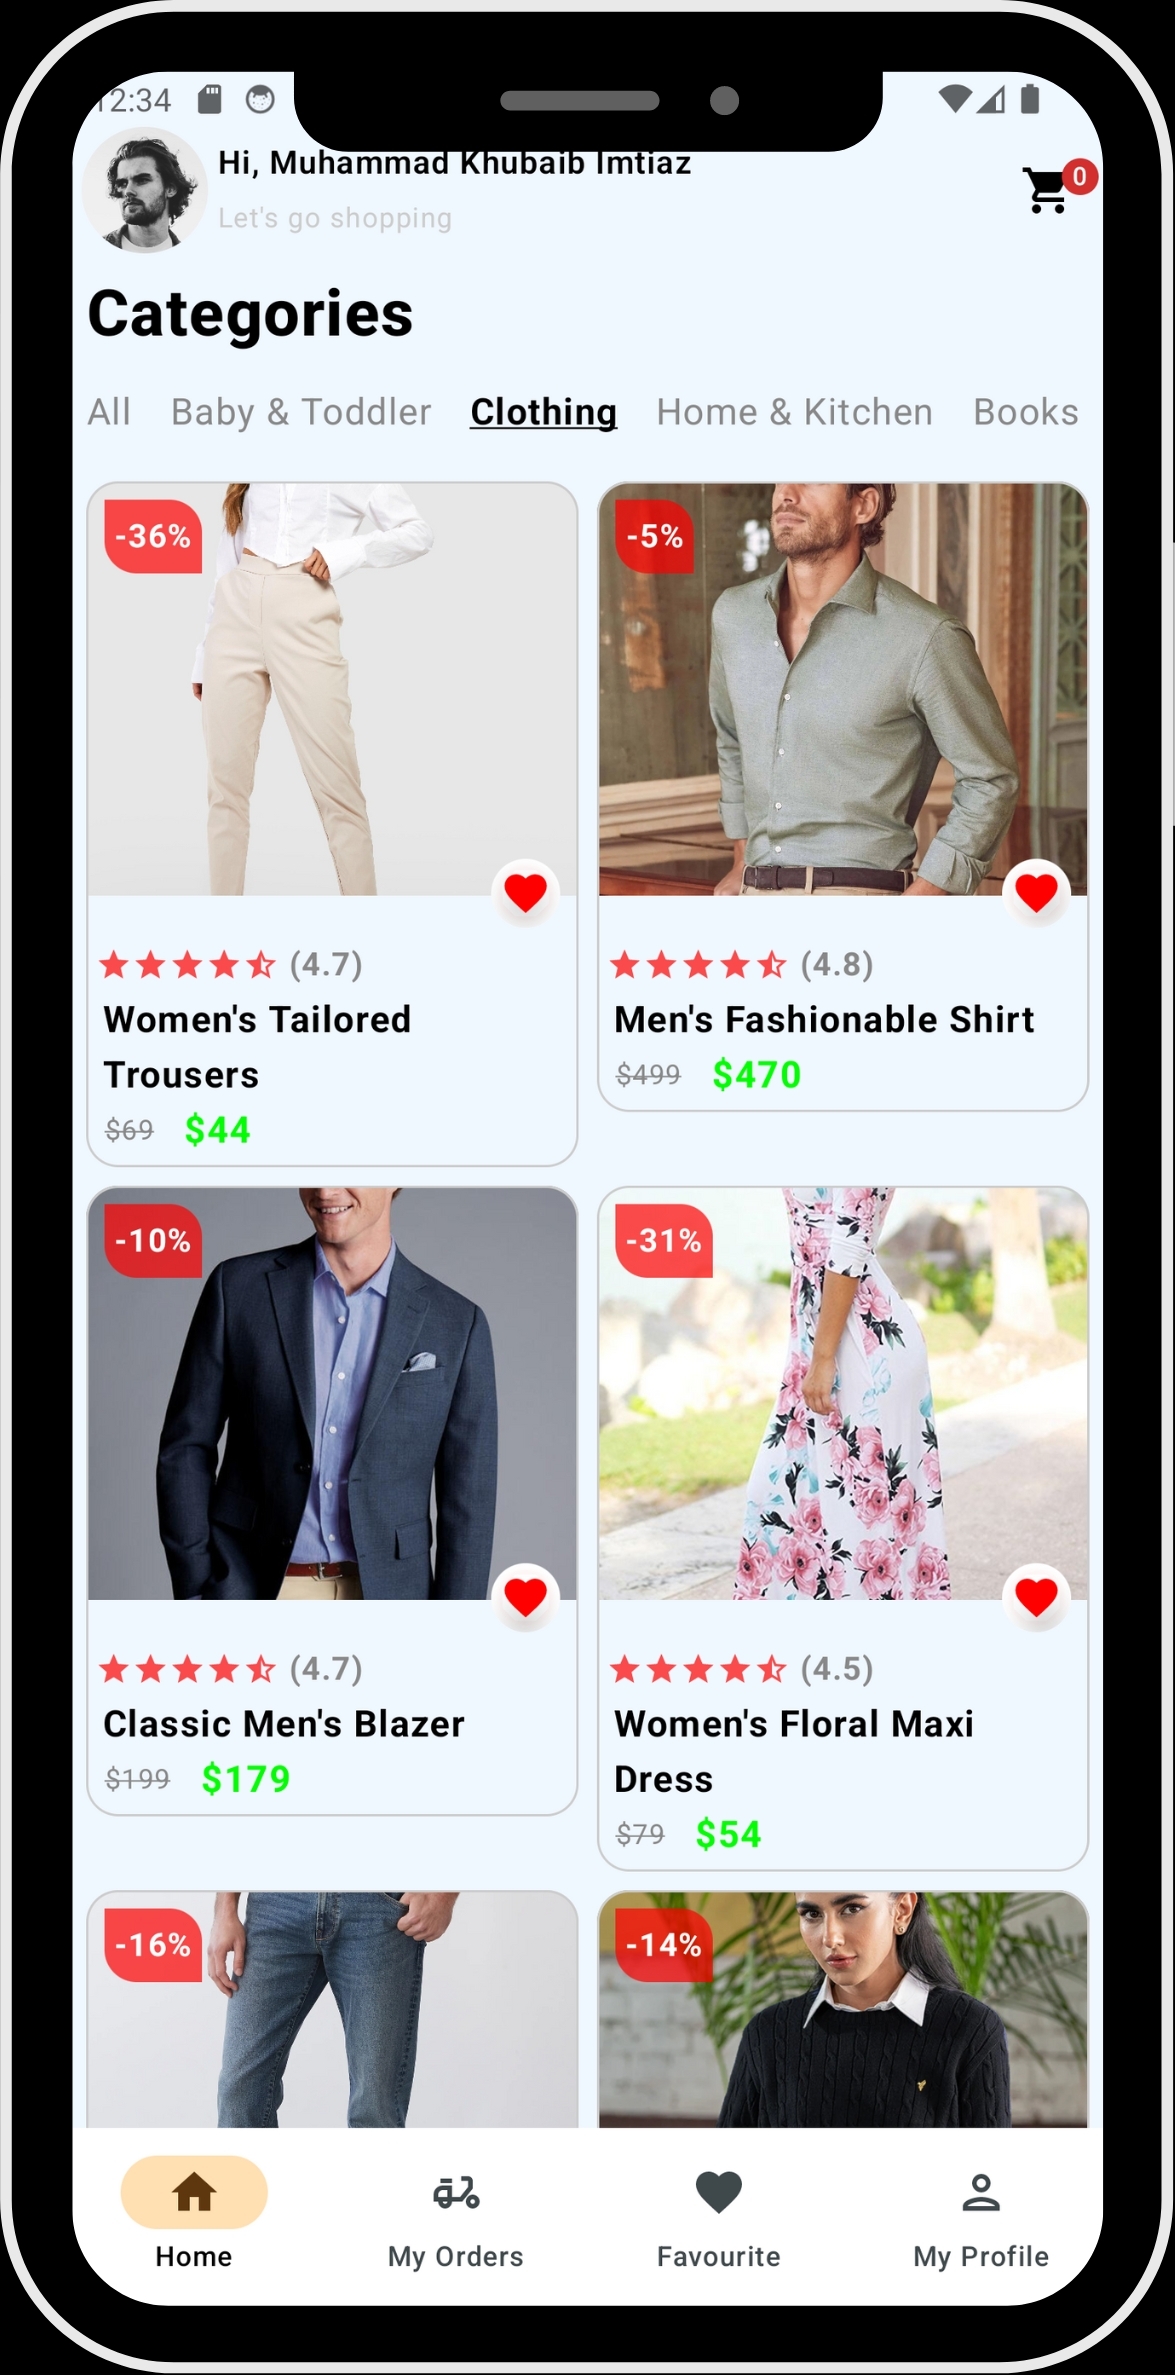 12:34
Hi, Muhammad Khubaib Imtiaz
0
Let's go shopping
Categories
All Baby & Toddler Clothing Home & Kitchen Books
-36%
-5%
(4.7)
Women's Tailored
Trousers
$69 $44
(4.8)
Men's Fashionable Shirt
$499 $470
-10%
-31%
(4.7)
Classic Men's Blazer
$199 $179
(4.5)
Women's Floral Maxi
Dress
$79 $54
-16%
-14%
Home
My Orders
Favourite
My Profile